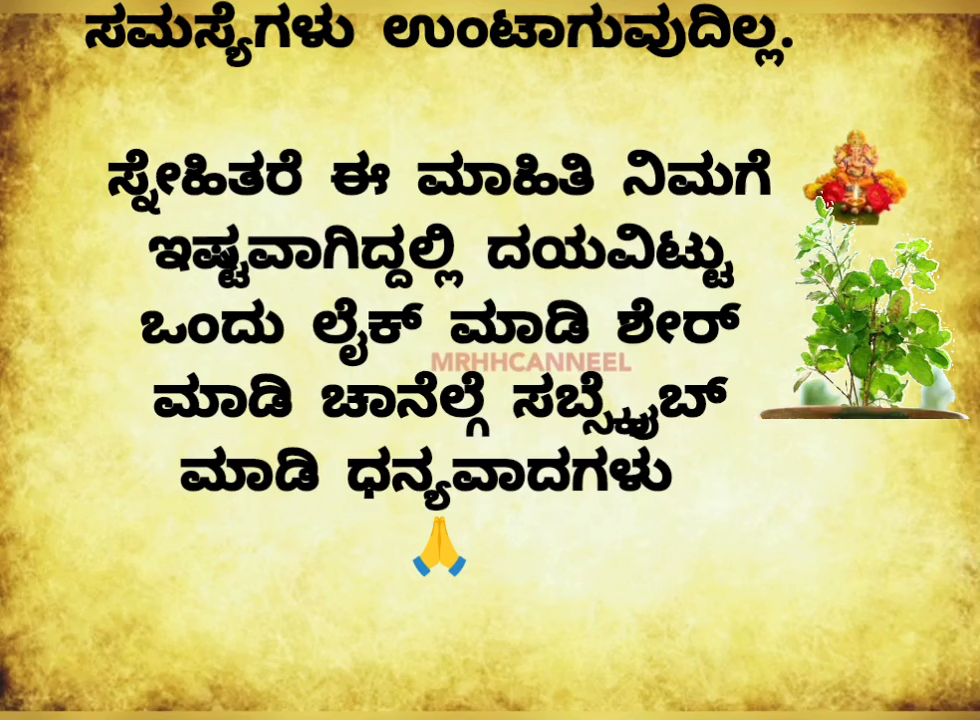 ಸಮಸ್ಯೆಗಳು ಉಂಟಾಗುವುದಿಲ್ಲ.
ಸ್ನೇಹಿತರೆ ಈ ಮಾಹಿತಿ ನಿಮಗೆ
ಇಷ್ಟವಾಗಿದ್ದಲ್ಲಿ ದಯವಿಟ್ಟು
ಒಂದು ಲೈಕ್ ಮಾಡಿ ಶೇರ್
MRHHCANNEEL
ಮಾಡಿ ಚಾನೆಲ್ಗೆ ಸಬ್ಸ್ಕ್ರೈಬ್
ಮಾಡಿ ಧನ್ಯವಾದಗಳು
🙏